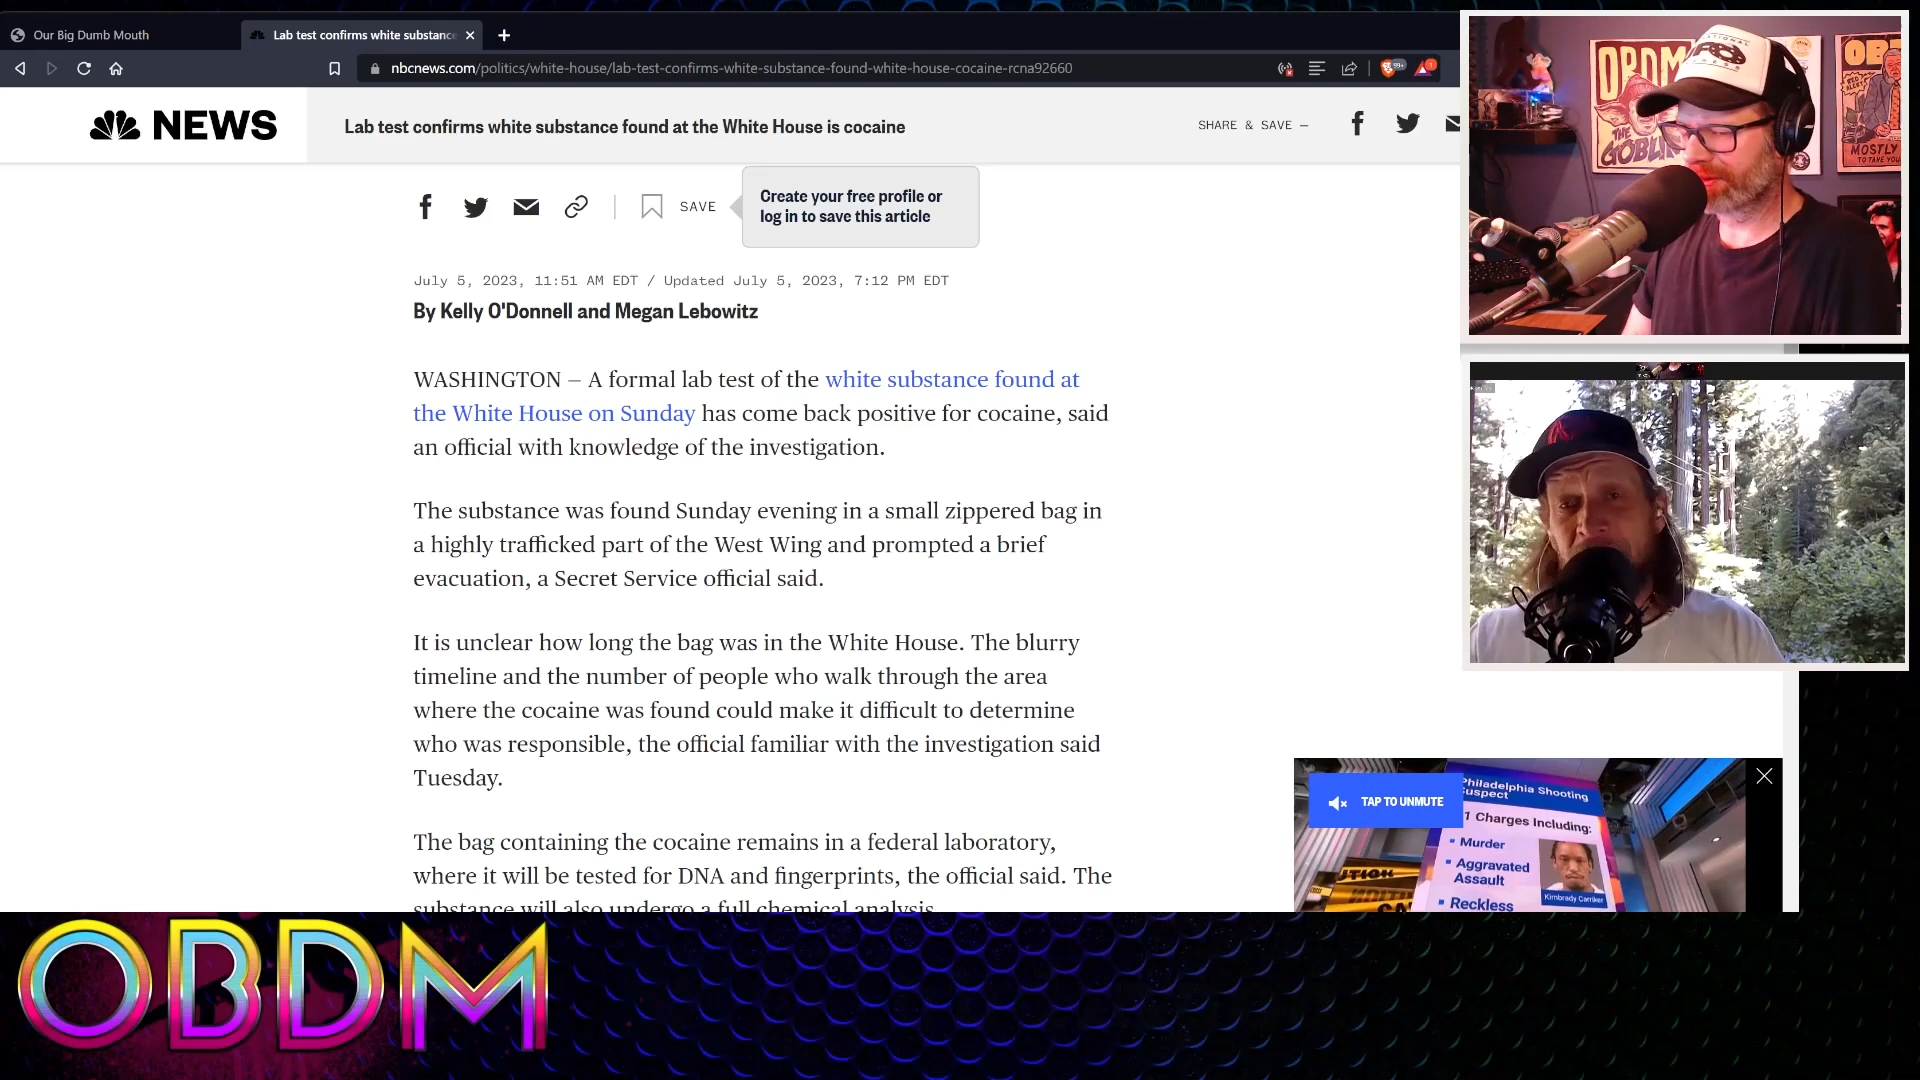 Our Big Dumb Mouth
Lab test confirms white substance
nbcnews.com/politics/white-house/lab-test-confirms-white-substance-found-white-house-cocaine-rcna92660
99+
1
NEWS
Lab test confirms white substance found at the White House is cocaine
SHARE & SAVE —
SAVE
Create your free profile or
log in to save this article
July 5, 2023, 11:51 AM EDT / Updated July 5, 2023, 7:12 PM EDT
By Kelly O'Donnell and Megan Lebowitz
WASHINGTON — A formal lab test of the white substance found at
the White House on Sunday has come back positive for cocaine, said
an official with knowledge of the investigation.
The substance was found Sunday evening in a small zippered bag in
a highly trafficked part of the West Wing and prompted a brief
evacuation, a Secret Service official said.
It is unclear how long the bag was in the White House. The blurry
timeline and the number of people who walk through the area
where the cocaine was found could make it difficult to determine
who was responsible, the official familiar with the investigation said
Tuesday.
The bag containing the cocaine remains in a federal laboratory,
where it will be tested for DNA and fingerprints, the official said. The
substance will also undergo a full chemical analysis.
OBDM
THE
GOBLIN
OBD
MOSTLY
TO TAKE YOU
TAP TO UNMUTE
Philadelphia Shooting
Suspect
1 Charges Including:
Murder
Aggravated
Assault
Reckless
Kimbrady Carriker
OBDM